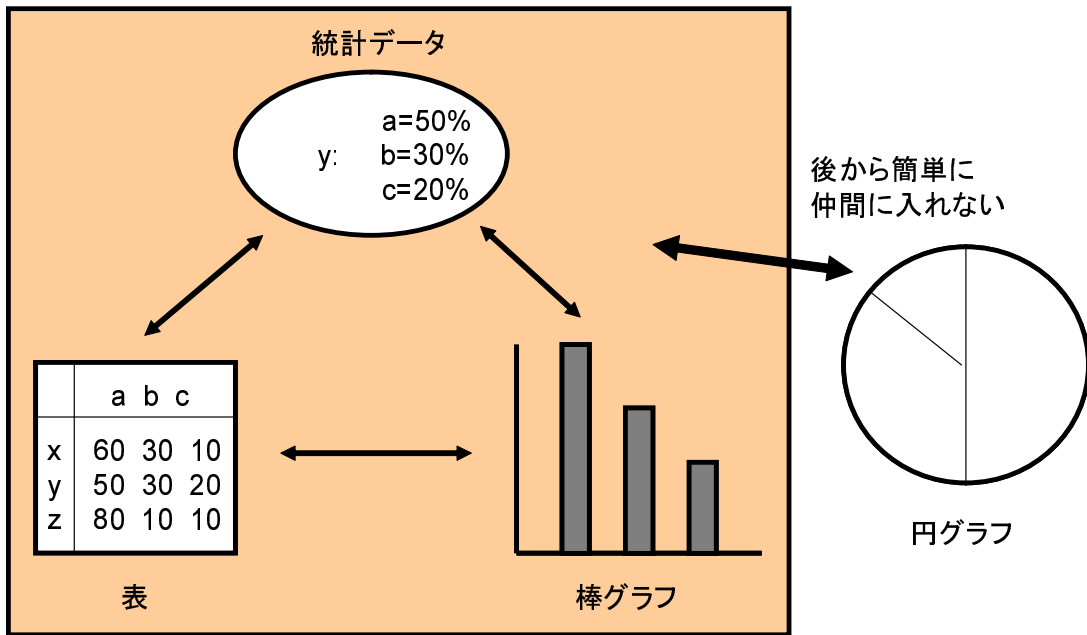 統計データ
a=50%
y: b=30%
c=20%
後から簡単に
仲間に入れない
a b c
x 60 30 10
y 50 30 20
z 80 10 10
表
棒グラフ
円グラフ